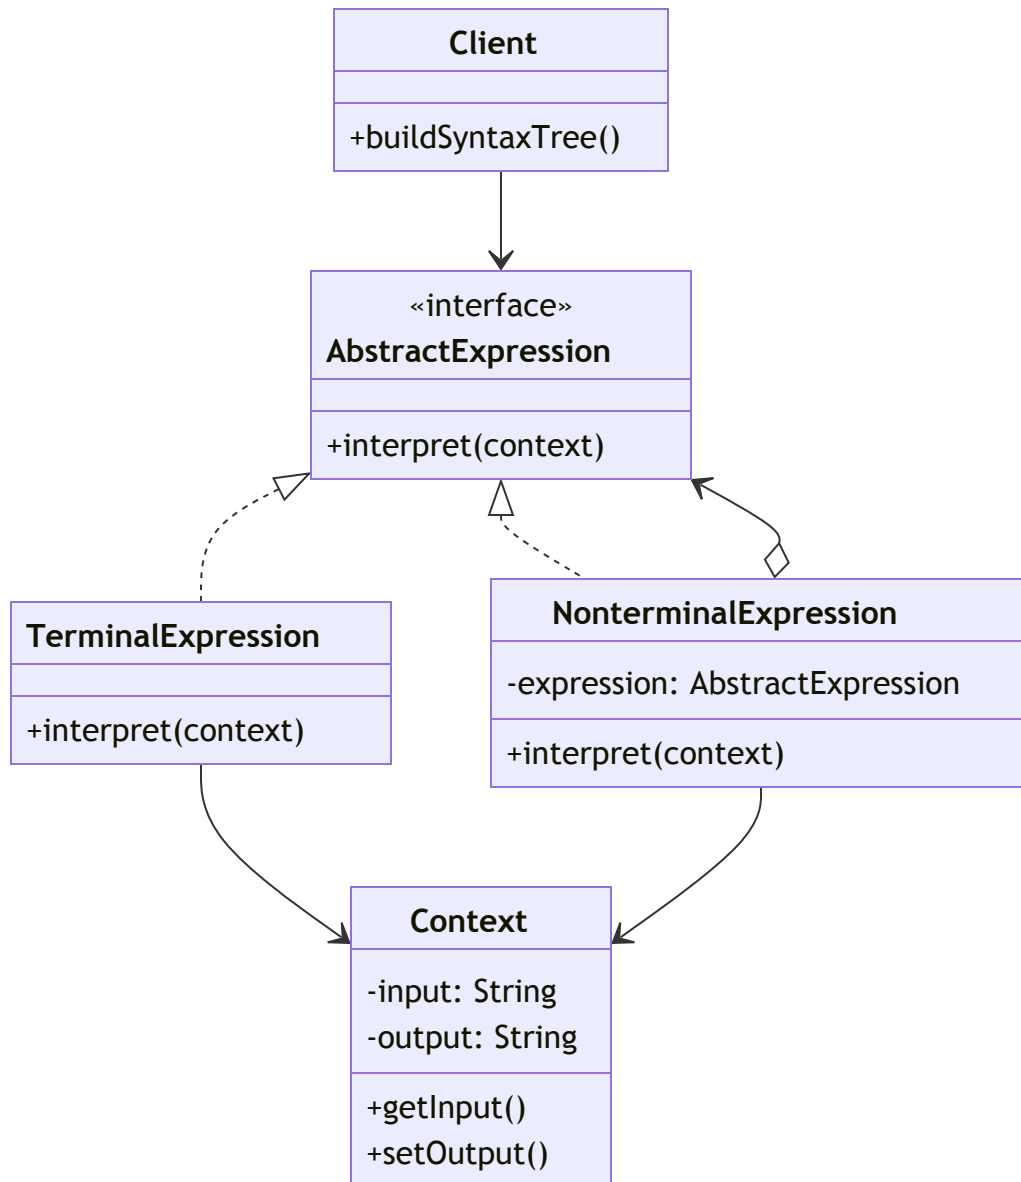 Client
+buildSyntaxTree()
«interface»
AbstractExpression
+interpret(context)
TerminalExpression
+interpret(context)
NonterminalExpression
-expression: AbstractExpression
+interpret(context)
Context
-input: String
-output: String
+getInput()
+setOutput()